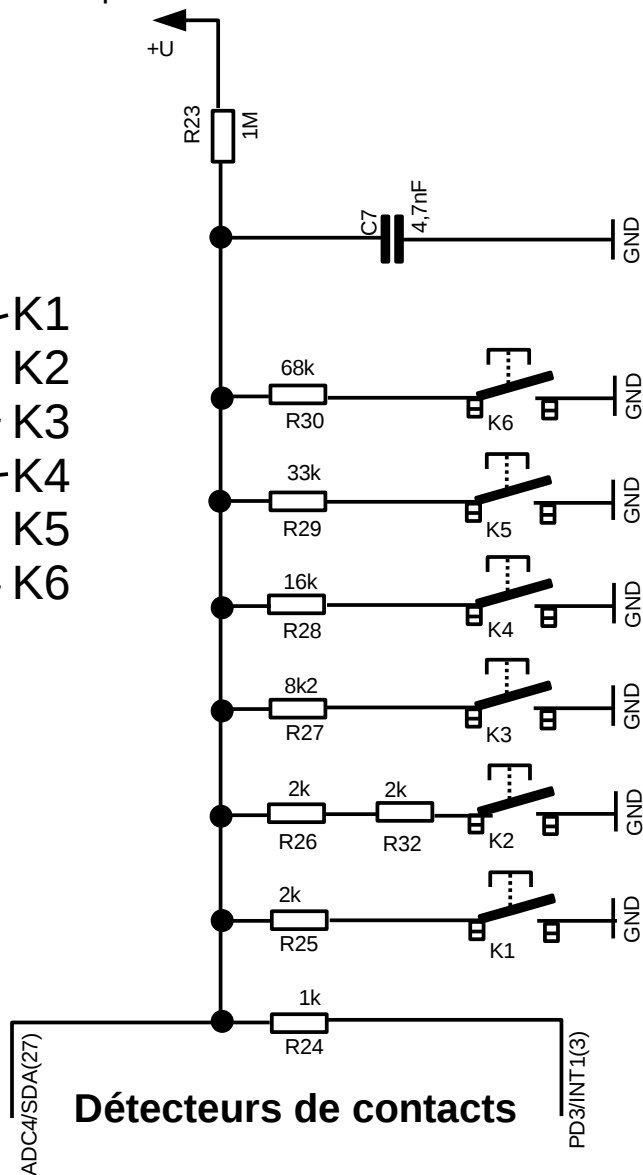 +U
R23
1M
C7
4,7nF
GND
K1
K2
K3
K4
K5
K6
68k
R30
K6
GND
33k
R29
K5
GND
16k
R28
K4
GND
8k2
R27
K3
GND
2k
2k
R26
R32
K2
GND
2k
R25
K1
GND
1k
R24
ADC4/SDA(27)
PD3/INT1(3)
Détecteurs de contacts